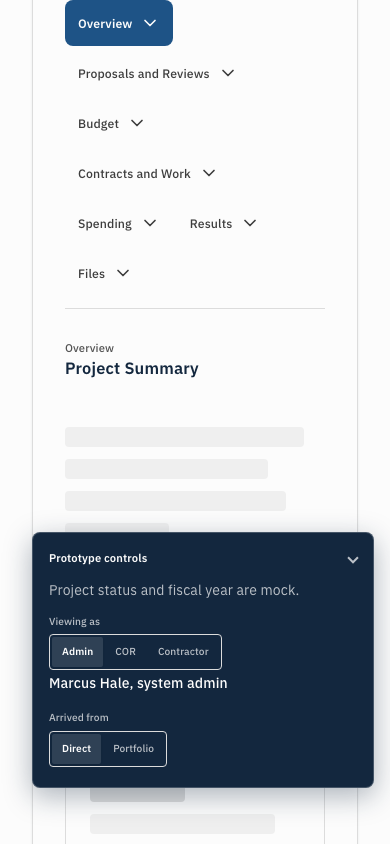 Overview
Proposals and Reviews
Budget
Contracts and Work
Spending Results
Files
Overview
Project Summary
Prototype controls
Project status and fiscal year are mock.
Viewing as
Admin COR Contractor
Marcus Hale, system admin
Arrived from
Direct Portfolio